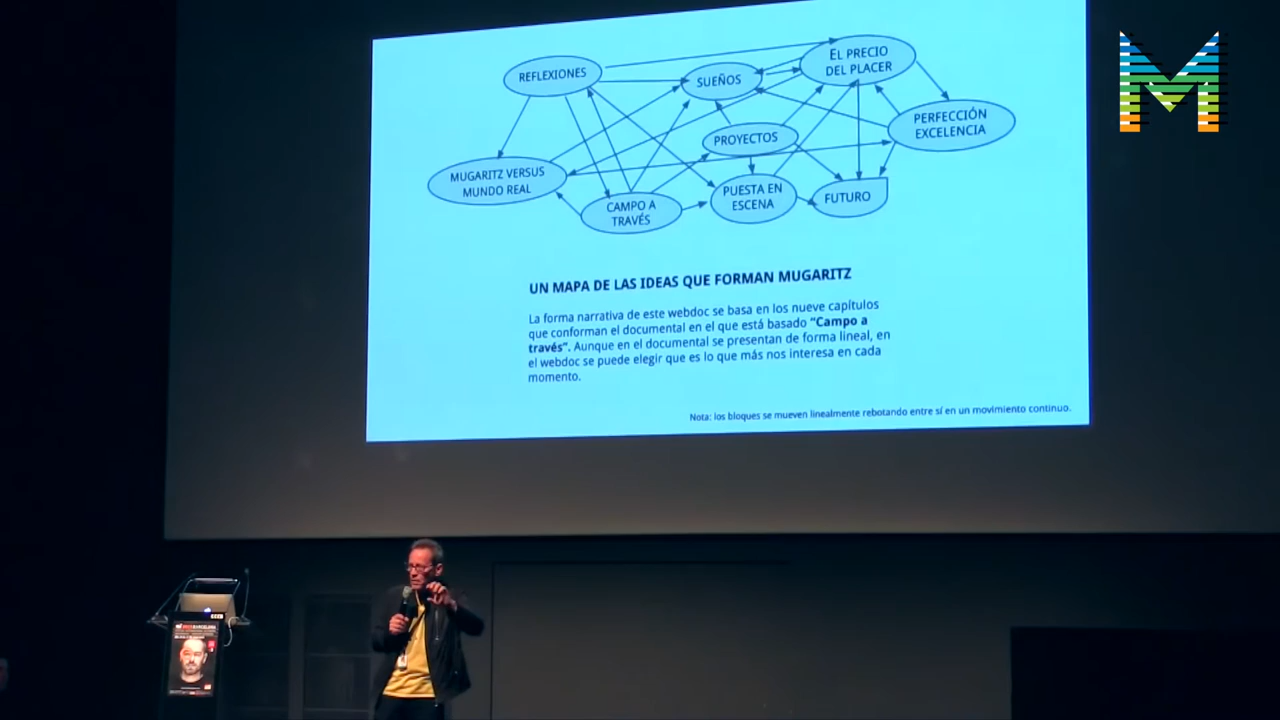 REFLEXIONES
SUEÑOS
EL PRECIO
DEL PLACER
PERFECCIÓN
EXCELENCIA
PROYECTOS
MUGARITZ VERSUS
MUNDO REAL
CAMPO A
TRAVÉS
PUESTA EN
ESCENA
FUTURO
UN MAPA DE LAS IDEAS QUE FORMAN MUGARITZ
La forma narrativa de este webdoc se basa en los nueve capítulos
que conforman el documental en el que está basado “Campo a
través”. Aunque en el documental se presentan de forma lineal, en
el webdoc se puede elegir que es lo que más nos interesa en cada
momento.
Nota: los bloques se mueven linealmente rebotando entre sí en un movimiento continuo.
M